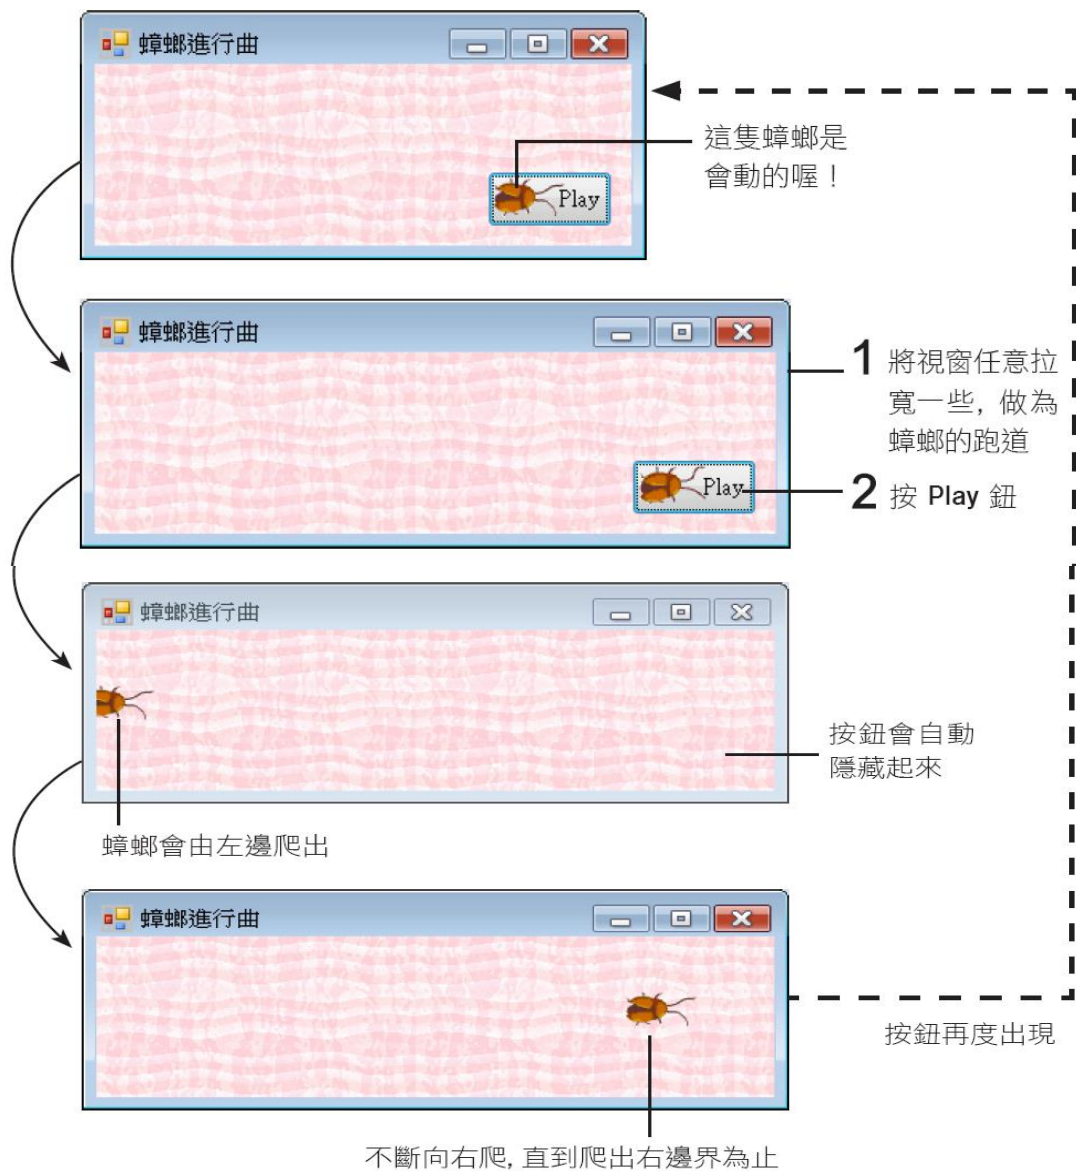 蟑螂進行曲
這隻蟑螂是
會動的喔！
Play
蟑螂進行曲
1 將視窗任意拉
寬一些, 做為
蟑螂的跑道
Play
2 按 Play 鈕
蟑螂進行曲
按鈕會自動
隱藏起來
蟑螂會由左邊爬出
蟑螂進行曲
按鈕再度出現
不斷向右爬, 直到爬出右邊界為止